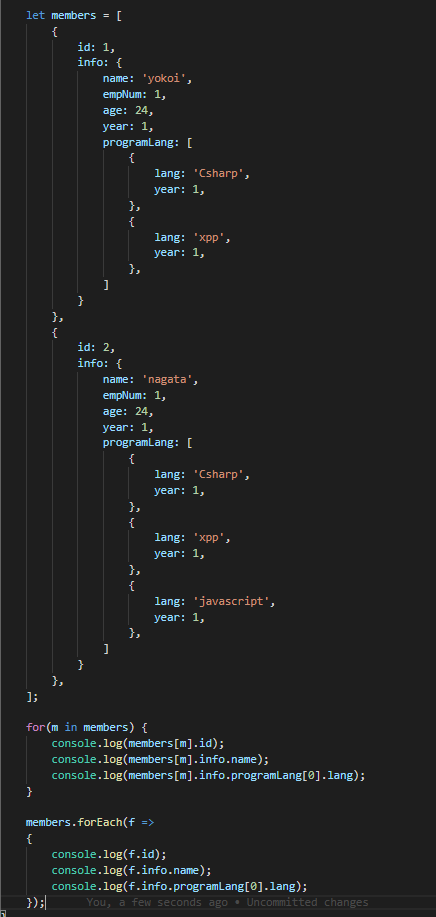 let members = [
    {
        id: 1,
        info: {
            name: 'yokoi',
            empNum: 1,
            age: 24,
            year: 1,
            programLang: [
                {
                    lang: 'Csharp',
                    year: 1,
                },
                {
                    lang: 'xpp',
                    year: 1,
                },
            ]
        }
    },
    {
        id: 2,
        info: {
            name: 'nagata',
            empNum: 1,
            age: 24,
            year: 1,
            programLang: [
                {
                    lang: 'Csharp',
                    year: 1,
                },
                {
                    lang: 'xpp',
                    year: 1,
                },
                {
                    lang: 'javascript',
                    year: 1,
                },
            ]
        }
    },
];
for(m in members) {
    console.log(members[m].id);
    console.log(members[m].info.name);
    console.log(members[m].info.programLang[0].lang);
}
members.forEach(f =>
{
    console.log(f.id);
    console.log(f.info.name);
    console.log(f.info.programLang[0].lang);
}); You, a few seconds ago • Uncommitted changes